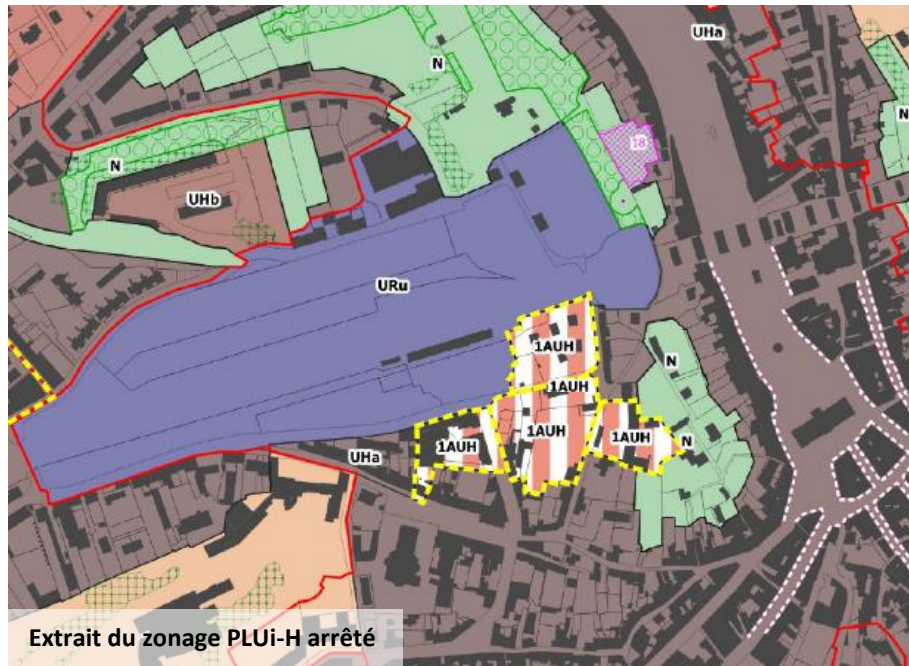 UHa
N
N
18
N
UHb
URu
1AUH
1AUH
N
1AUH
1AUH
1AUH
N
UHa
Extrait du zonage PLUi-H arrêté